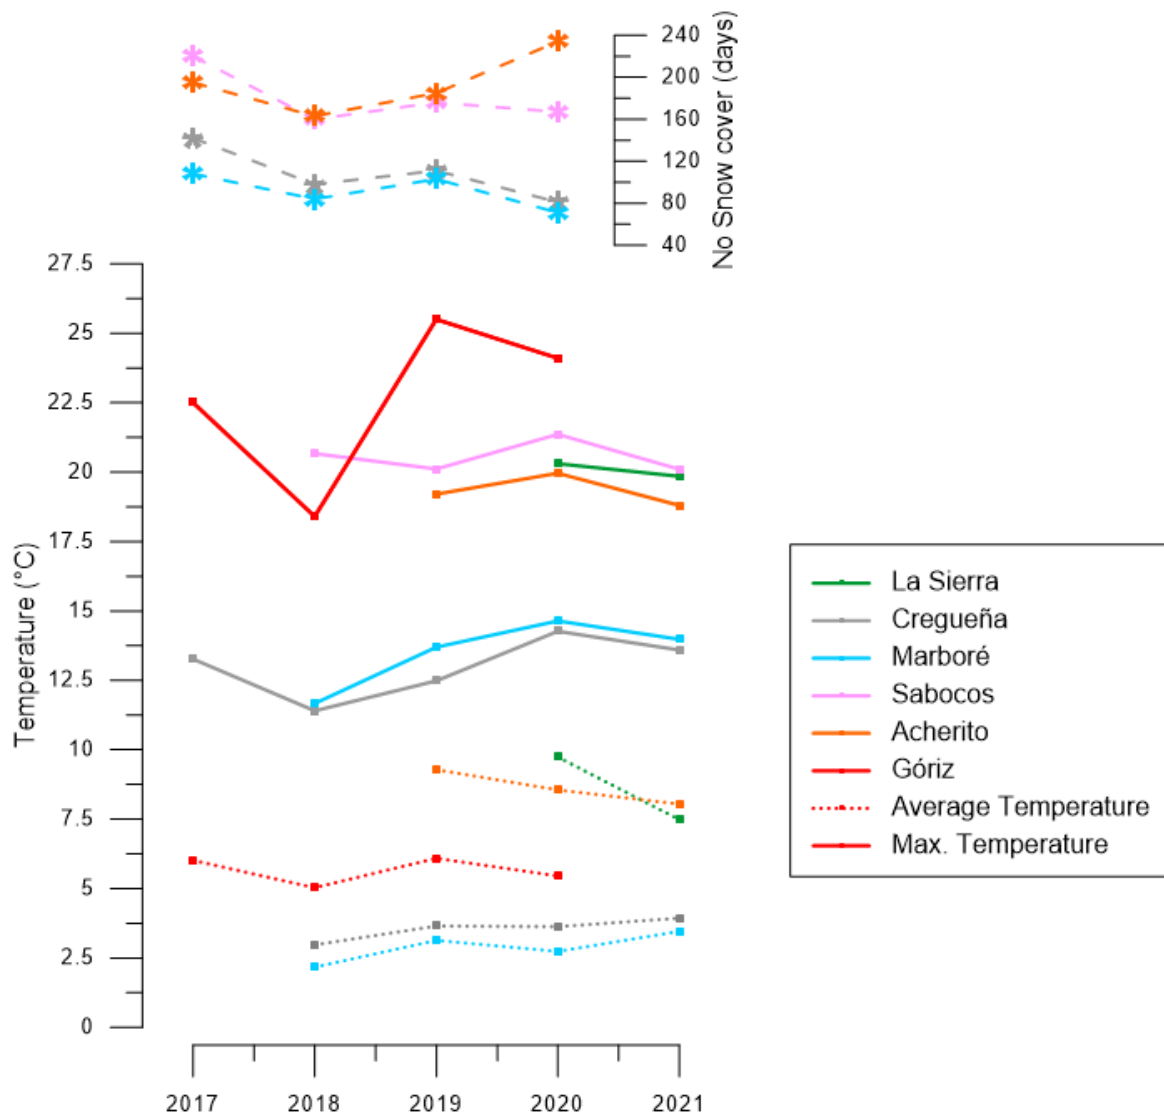 240
200
160
120
80
40
No Snow cover (days)
27.5
25
22.5
20
17.5
15
12.5
10
7.5
5
2.5
0
Temperature (°C)
2017 2018 2019 2020 2021
La Sierra
Cregueña
Marboré
Sabocos
Acherito
Góriz
Average Temperature
Max. Temperature